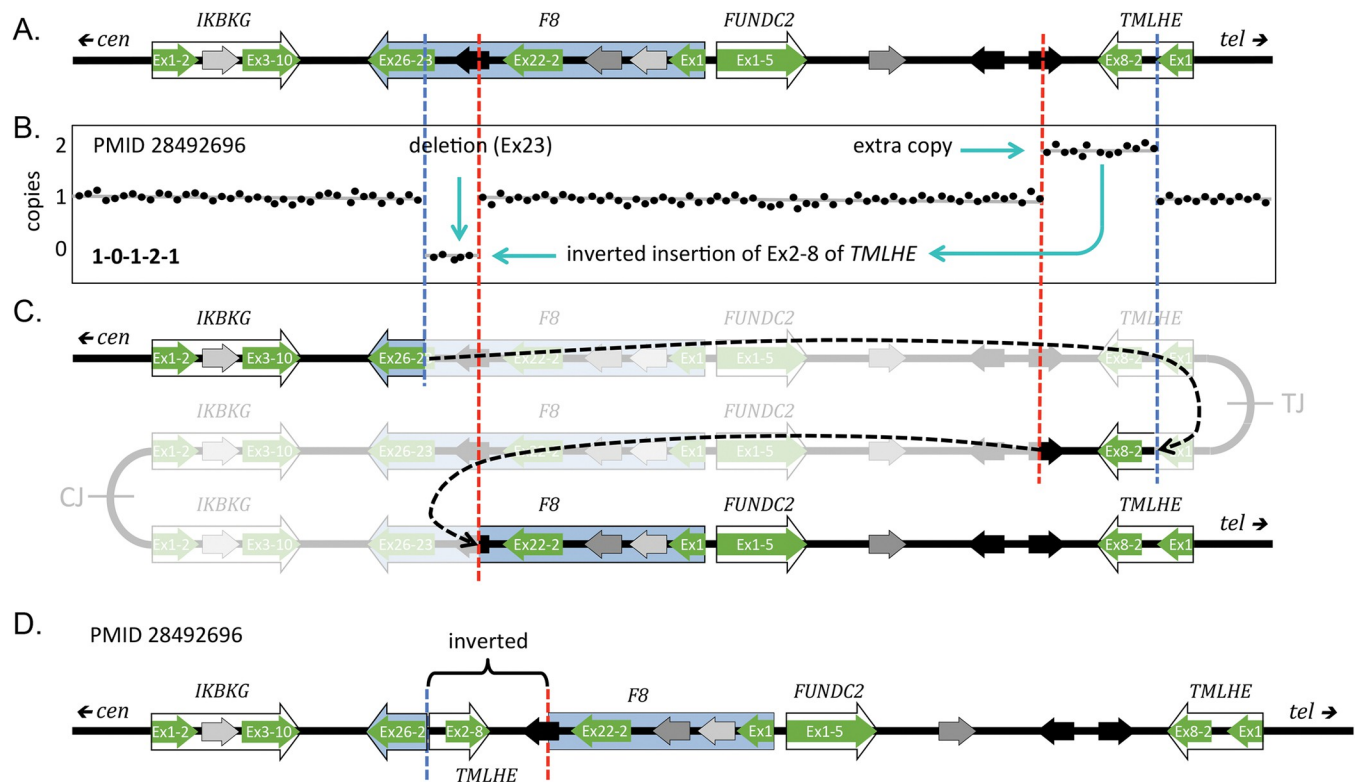 A.
IKBKG F8 FUNDC2 TMLHE
← cen tel →
Ex1-2 Ex3-10 Ex26-23 Ex22-2 Ex1 Ex1-5 Ex8-2 Ex1
B.
PMID 28492696 deletion (Ex23) extra copy
2
1
0
copies
1-0-1-2-1 inverted insertion of Ex2-8 of TMLHE
C.
IKBKG F8 FUNDC2 TMLHE
← cen
Ex1-2 Ex3-10 Ex26-2 Ex22-2 Ex1 Ex1-5 Ex8-2 Ex1
TJ
IKBKG F8 FUNDC2
Ex1-2 Ex3-10 Ex26-23 Ex22-2 Ex1 Ex1-5 Ex8-2 Ex1
CJ
IKBKG F8 FUNDC2 TMLHE
tel →
Ex1-2 Ex3-10 Ex26-23 Ex22-2 Ex1 Ex1-5 Ex8-2 Ex1
D.
PMID 28492696
inverted
IKBKG F8 FUNDC2 TMLHE
← cen tel →
Ex1-2 Ex3-10 Ex26-2 Ex2-8 Ex22-2 Ex1 Ex1-5 Ex8-2 Ex1
TMLHE